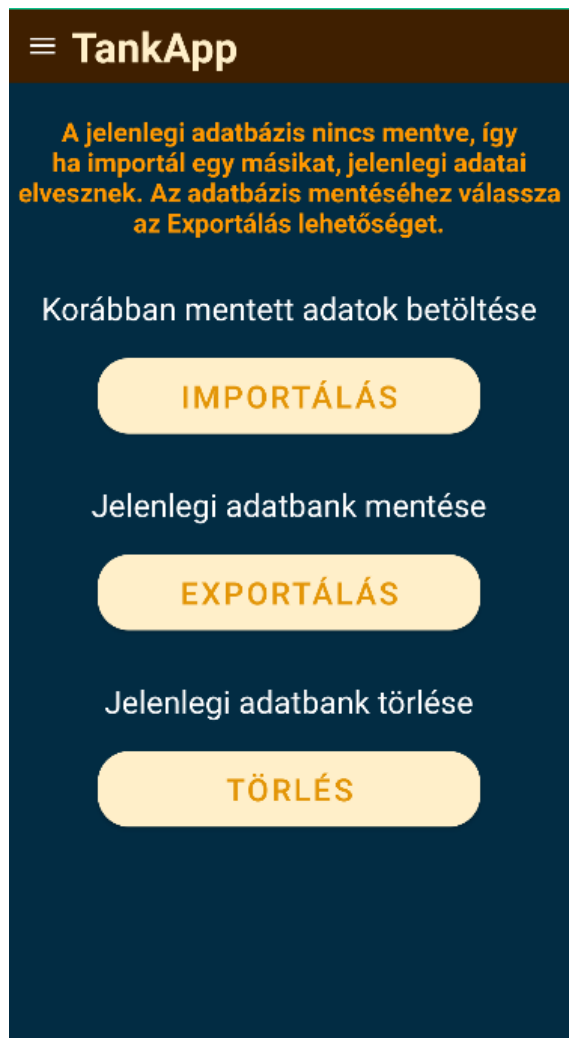 TankApp
A jelenlegi adatbázis nincs mentve, így
ha importál egy másikat, jelenlegi adatai
elvesznek. Az adatbázis mentéséhez válassza
az Exportálás lehetőséget.
Korábban mentett adatok betöltése
IMPORTÁLÁS
Jelenlegi adatbank mentése
EXPORTÁLÁS
Jelenlegi adatbank törlése
TÖRLÉS